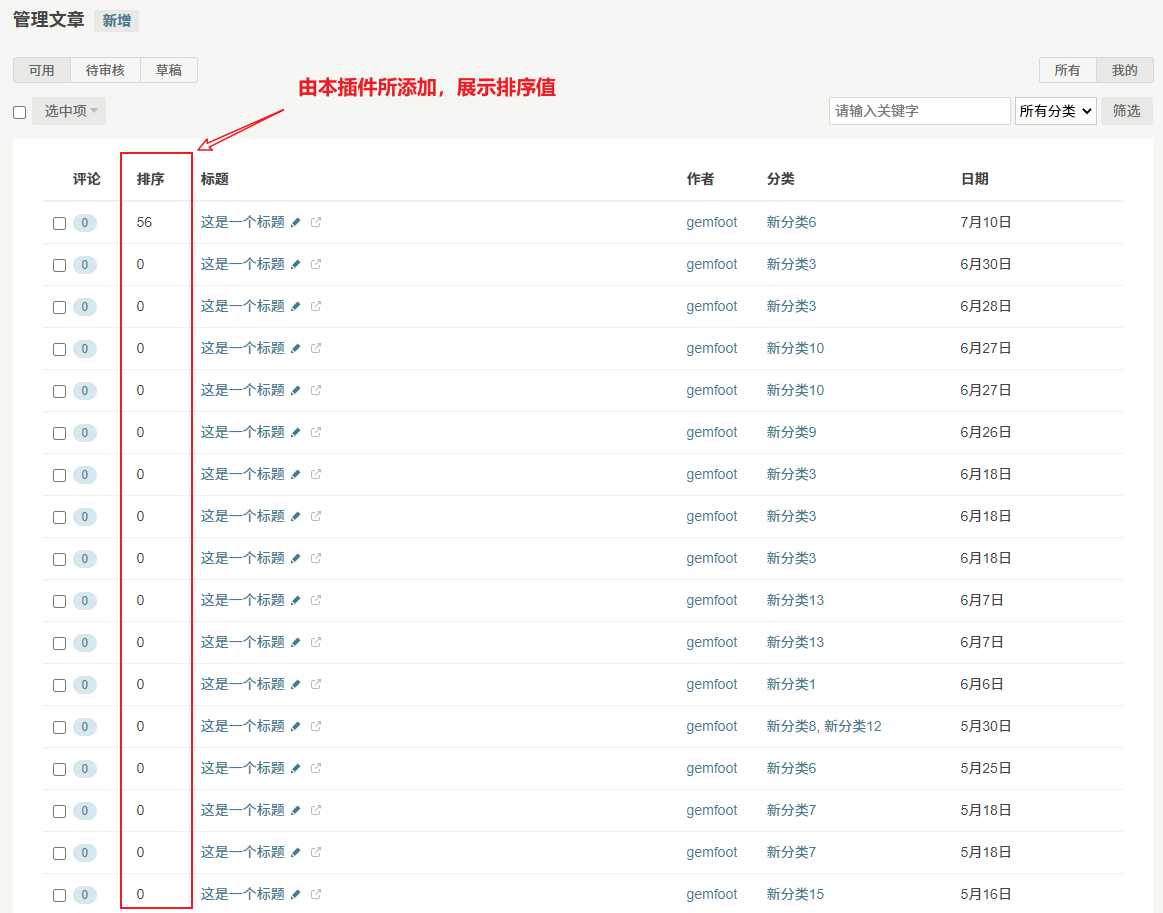 管理文章 新增
可用 待审核 草稿 所有 我的
由本插件所添加，展示排序值
选中项 请输入关键字 所有分类 筛选
评论 排序 标题 作者 分类 日期
0 56 这是一个标题 gemfoot 新分类6 7月10日
0 0 这是一个标题 gemfoot 新分类3 6月30日
0 0 这是一个标题 gemfoot 新分类3 6月28日
0 0 这是一个标题 gemfoot 新分类10 6月27日
0 0 这是一个标题 gemfoot 新分类10 6月27日
0 0 这是一个标题 gemfoot 新分类9 6月26日
0 0 这是一个标题 gemfoot 新分类3 6月18日
0 0 这是一个标题 gemfoot 新分类3 6月18日
0 0 这是一个标题 gemfoot 新分类3 6月18日
0 0 这是一个标题 gemfoot 新分类13 6月7日
0 0 这是一个标题 gemfoot 新分类13 6月7日
0 0 这是一个标题 gemfoot 新分类1 6月6日
0 0 这是一个标题 gemfoot 新分类8, 新分类12 5月30日
0 0 这是一个标题 gemfoot 新分类6 5月25日
0 0 这是一个标题 gemfoot 新分类7 5月18日
0 0 这是一个标题 gemfoot 新分类7 5月18日
0 0 这是一个标题 gemfoot 新分类15 5月16日